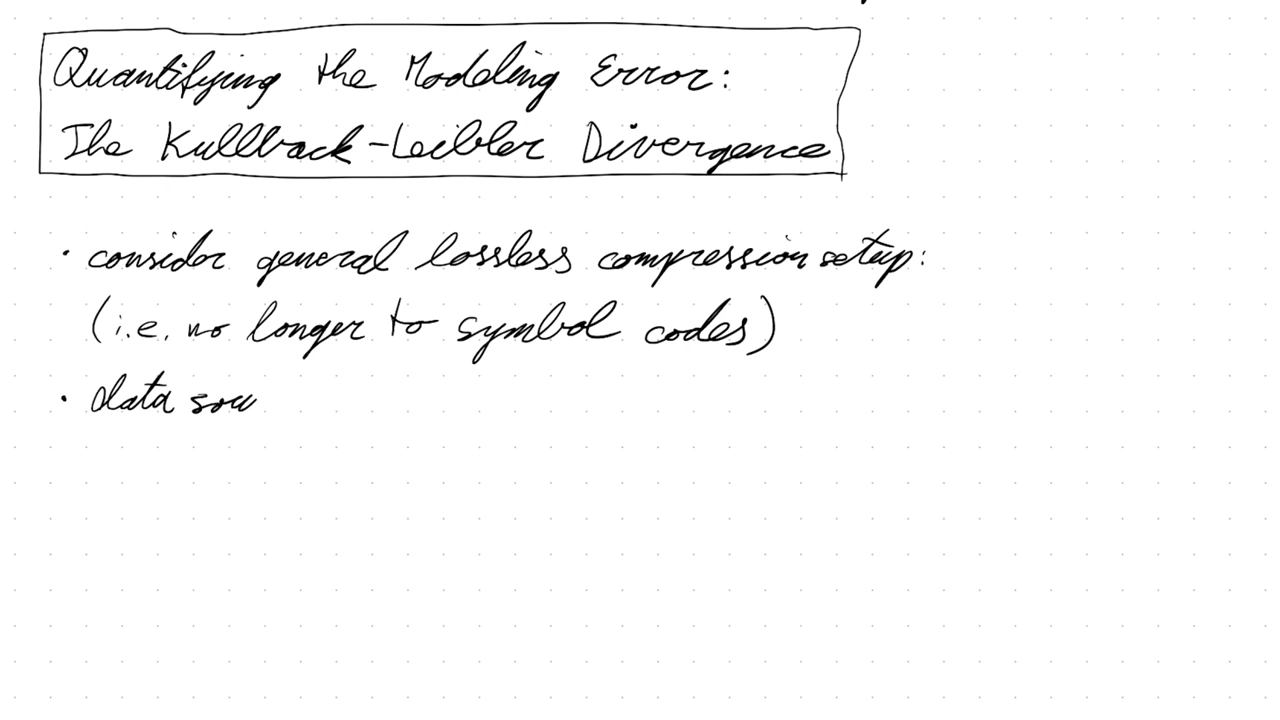 Quantifying the Modeling Error:
The Kullback-Leibler Divergence
· consider general lossless compression setup:
(i.e. no longer to symbol codes)
· data sou